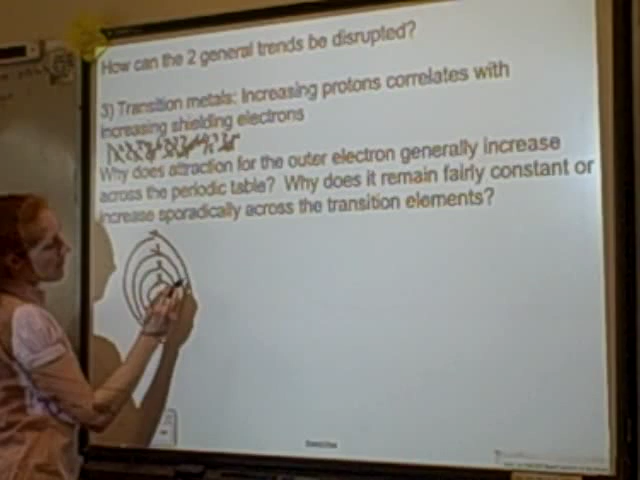 How can the 2 general trends be disrupted?
3) Transition metals: Increasing protons correlates with
increasing shielding electrons
Why does attraction for the outer electron generally increase
across the periodic table? Why does it remain fairly constant or
increase sporadically across the transition elements?